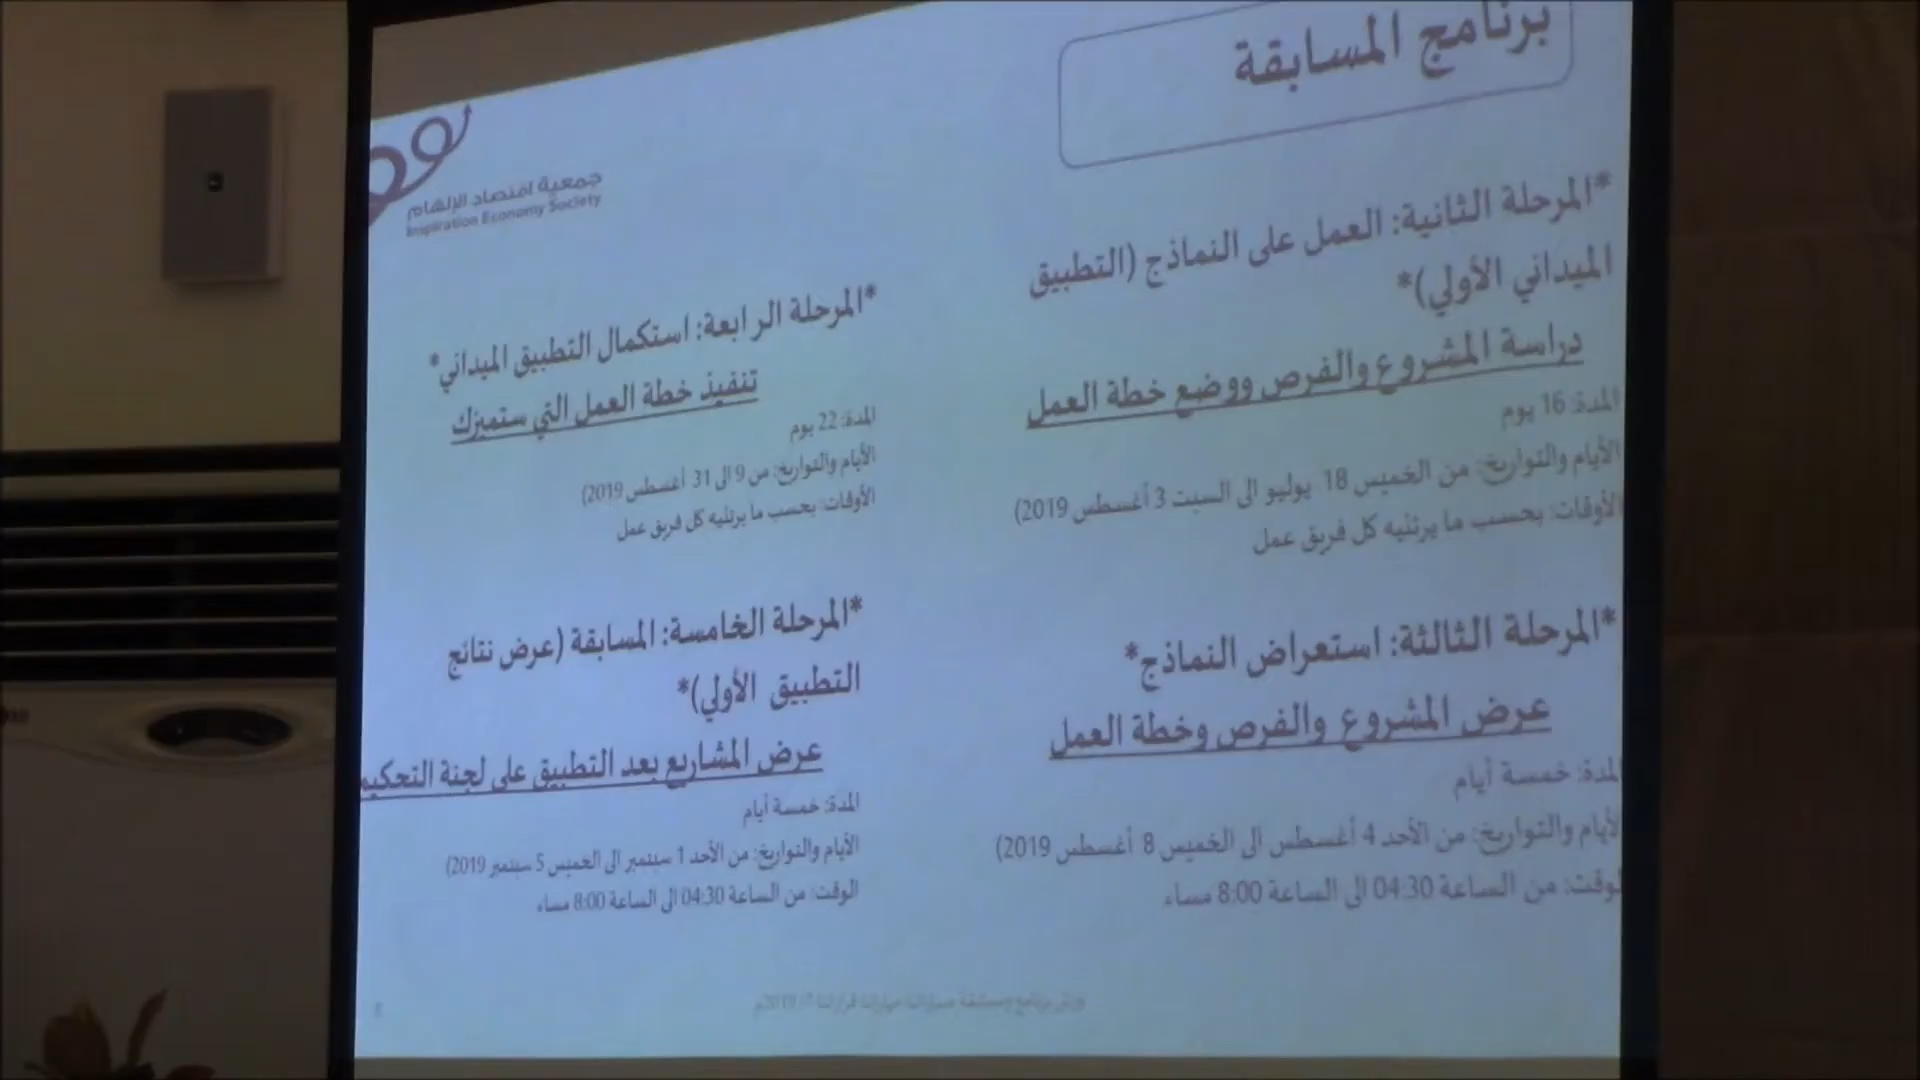 برنامج المسابقة
جمعية اقتصاد الإلهام
Inspiration Economy Society
*المرحلة الثانية: العمل على النماذج (التطبيق
الميداني الأولي)*
دراسة المشروع والفرص ووضع خطة العمل
المدة: 16 يوم
الأيام والتواريخ: من الخميس 18 يوليو الى السبت 3 أغسطس 2019)
الأوقات: بحسب ما يرتئيه كل فريق عمل
*المرحلة الثالثة: استعراض النماذج*
عرض المشروع والفرص وخطة العمل
المدة: خمسة أيام
الأيام والتواريخ: من الأحد 4 أغسطس الى الخميس 8 أغسطس 2019)
الوقت: من الساعة 04:30 الى الساعة 8:00 مساء
*المرحلة الرابعة: استكمال التطبيق الميداني*
تنفيذ خطة العمل التي ستميزك
المدة: 22 يوم
الأيام والتواريخ: من 9 الى 31 أغسطس 2019)
الأوقات: بحسب ما يرتئيه كل فريق عمل
*المرحلة الخامسة: المسابقة (عرض نتائج
التطبيق الأولي)*
عرض المشاريع بعد التطبيق على لجنة التحكيم
المدة: خمسة أيام
الأيام والتواريخ: من الأحد 1 سبتمبر الى الخميس 5 سبتمبر 2019)
الوقت: من الساعة 04:30 الى الساعة 8:00 مساء